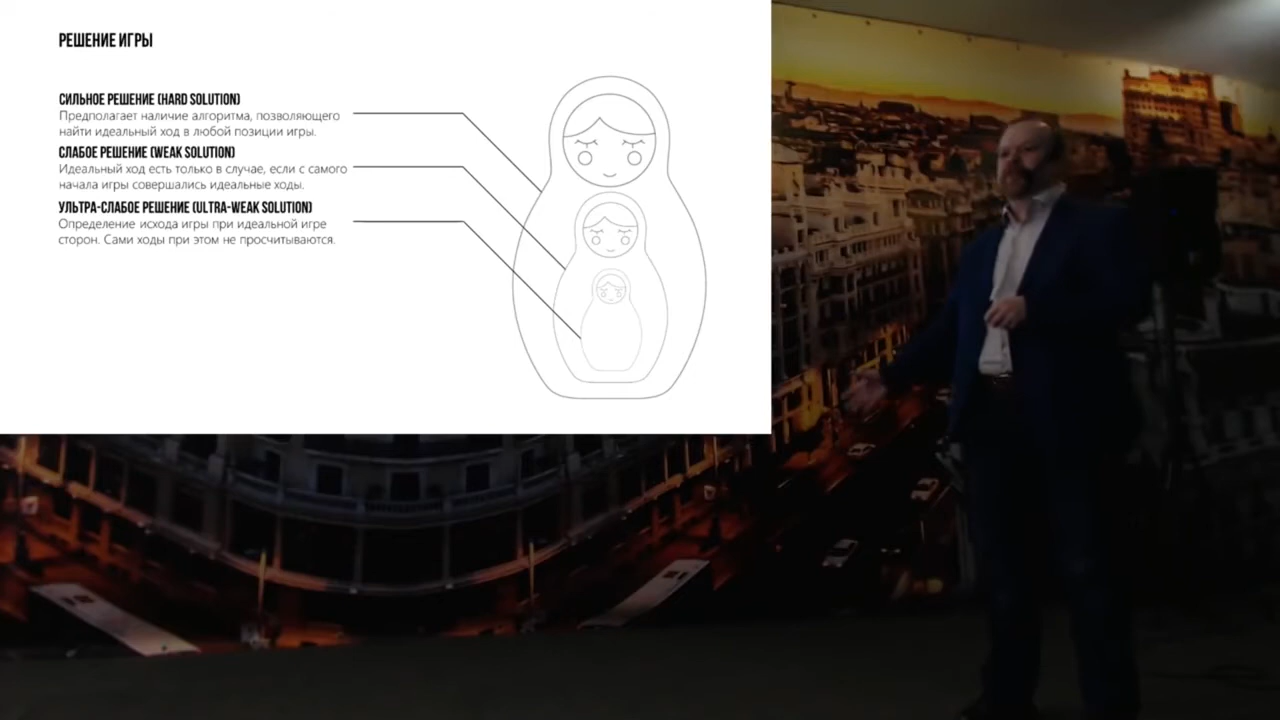 РЕШЕНИЕ ИГРЫ
СИЛЬНОЕ РЕШЕНИЕ (HARD SOLUTION)
Предполагает наличие алгоритма, позволяющего
найти идеальный ход в любой позиции игры.
СЛАБОЕ РЕШЕНИЕ (WEAK SOLUTION)
Идеальный ход есть только в случае, если с самого
начала игры совершались идеальные ходы.
УЛЬТРА-СЛАБОЕ РЕШЕНИЕ (ULTRA-WEAK SOLUTION)
Определение исхода игры при идеальной игре
сторон. Сами ходы при этом не просчитываются.